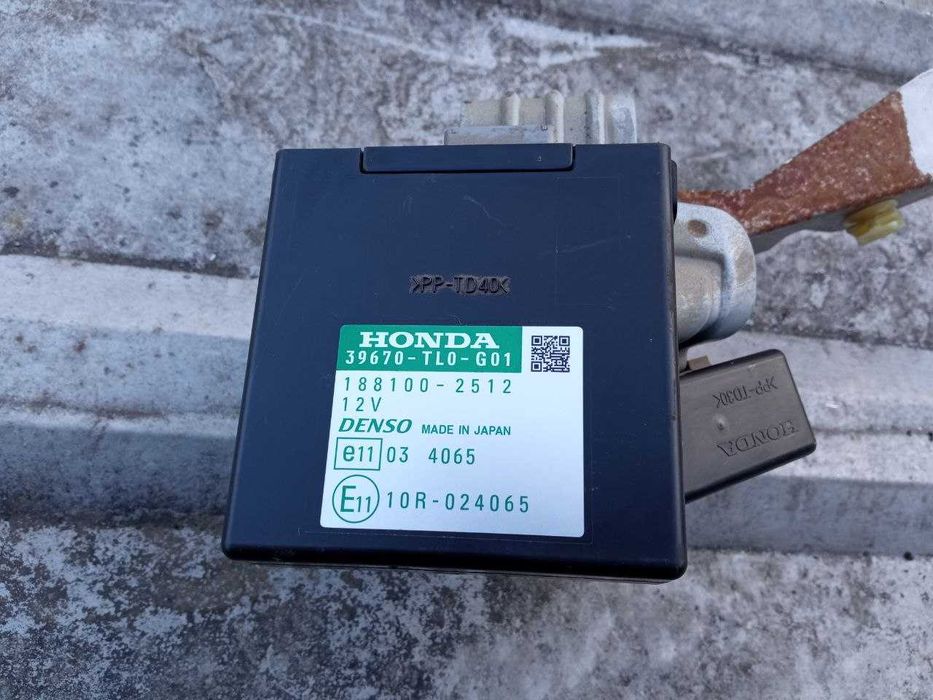 >PP-TD40<
HONDA
39670-TL0-G01
188100-2512
12V
DENSO MADE IN JAPAN
e11 03 4065
E11 10R-024065
>PP-TD30<
HONDA